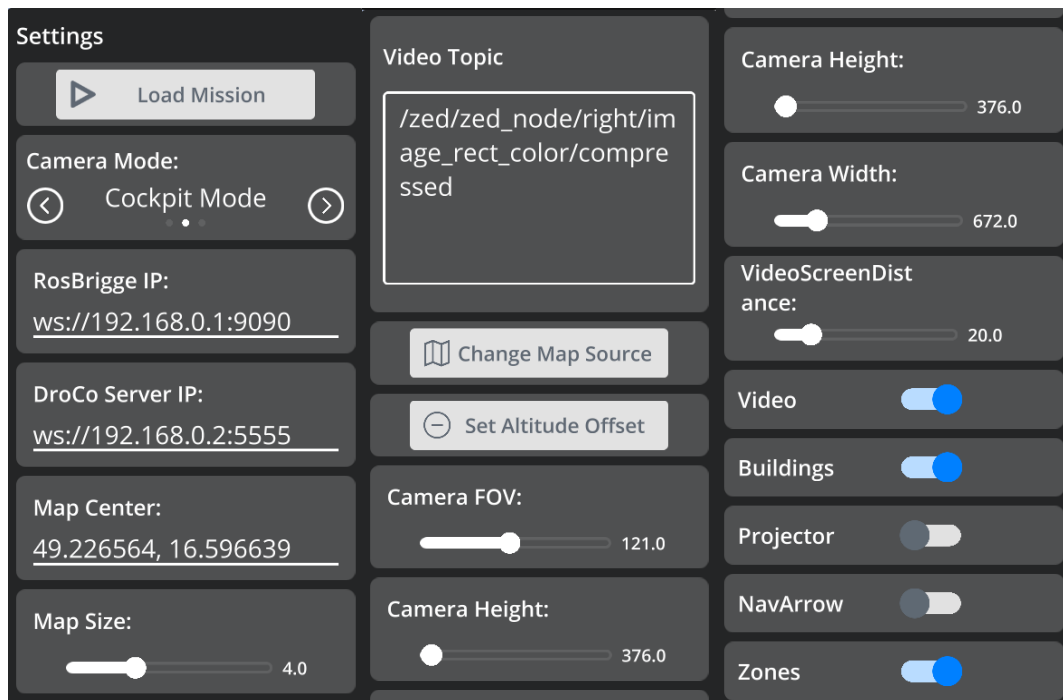 Settings
Load Mission
Camera Mode:
Cockpit Mode
RosBrigge IP:
ws://192.168.0.1:9090
DroCo Server IP:
ws://192.168.0.2:5555
Map Center:
49.226564, 16.596639
Map Size:
4.0
Video Topic
/zed/zed_node/right/im
age_rect_color/compre
ssed
Change Map Source
Set Altitude Offset
Camera FOV:
121.0
Camera Height:
376.0
Camera Height:
376.0
Camera Width:
672.0
VideoScreenDist
ance:
20.0
Video
Buildings
Projector
NavArrow
Zones